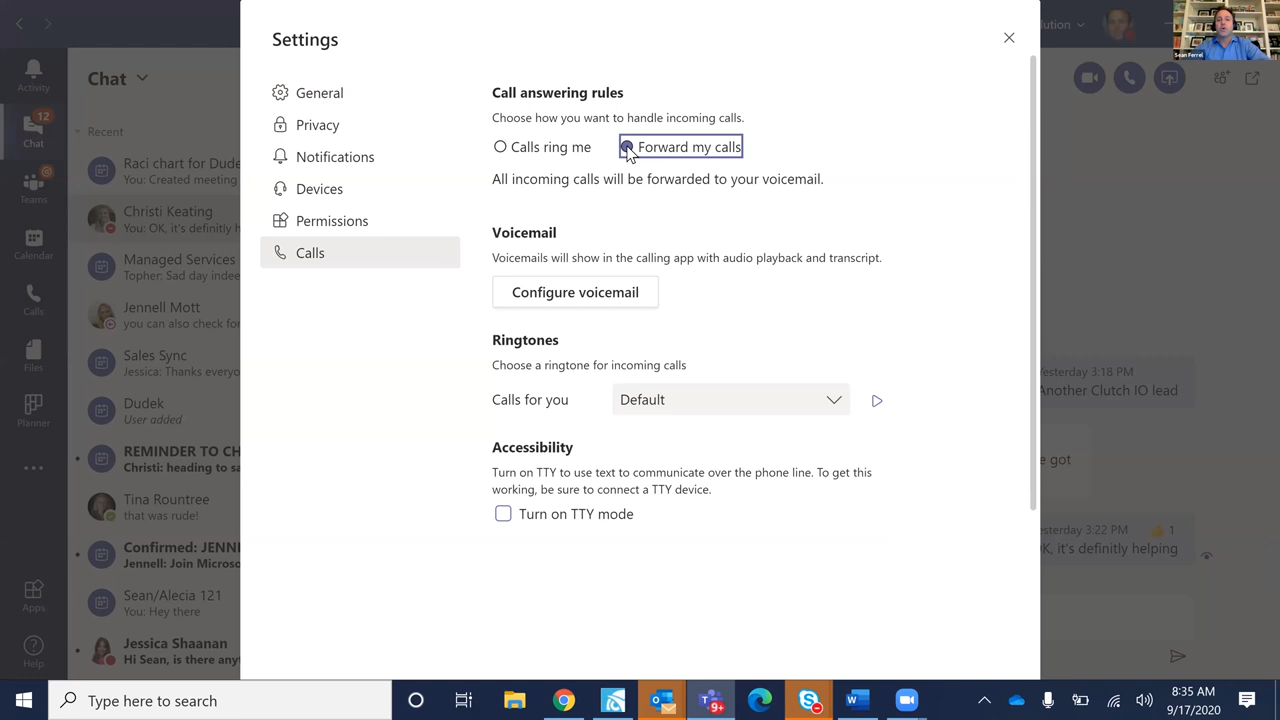 Settings
General
Privacy
Notifications
Devices
Permissions
Calls
Call answering rules
Choose how you want to handle incoming calls.
Calls ring me
Forward my calls
All incoming calls will be forwarded to your voicemail.
Voicemail
Voicemails will show in the calling app with audio playback and transcript.
Configure voicemail
Ringtones
Choose a ringtone for incoming calls
Calls for you
Default
Accessibility
Turn on TTY to use text to communicate over the phone line. To get this
working, be sure to connect a TTY device.
Turn on TTY mode
Activity
12
Chat
Teams
Calendar
Calls
Files
Planner
Apps
Help
Chat
Recent
Raci chart for Dude
You: Created meeting
Christi Keating
You: OK, it's definitly h
Managed Services
Topher: Sad day indee
Jennell Mott
you can also check for
Sales Sync
Jessica: Thanks everyo
Dudek
User added
REMINDER TO CH
Christi: heading to sa
Tina Rountree
that was rude!
Confirmed: JENNI
Jennell: Join Micros
Sean/Alecia 121
You: Hey there
Jessica Shaanan
Hi Sean, is there any
lution
Sean Ferrel
Yesterday 3:18 PM
Another Clutch IO lead
e got
Yesterday 3:22 PM
1
OK, it's definitly helping
Type here to search
9+
8:35 AM
9/17/2020